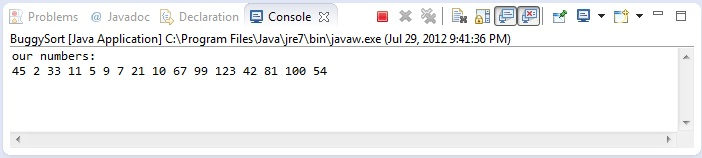 Problems @ Javadoc Declaration Console
BuggySort [Java Application] C:\Program Files\Java\jre7\bin\javaw.exe (Jul 29, 2012 9:41:36 PM)
our numbers:
45 2 33 11 5 9 7 21 10 67 99 123 42 81 100 54